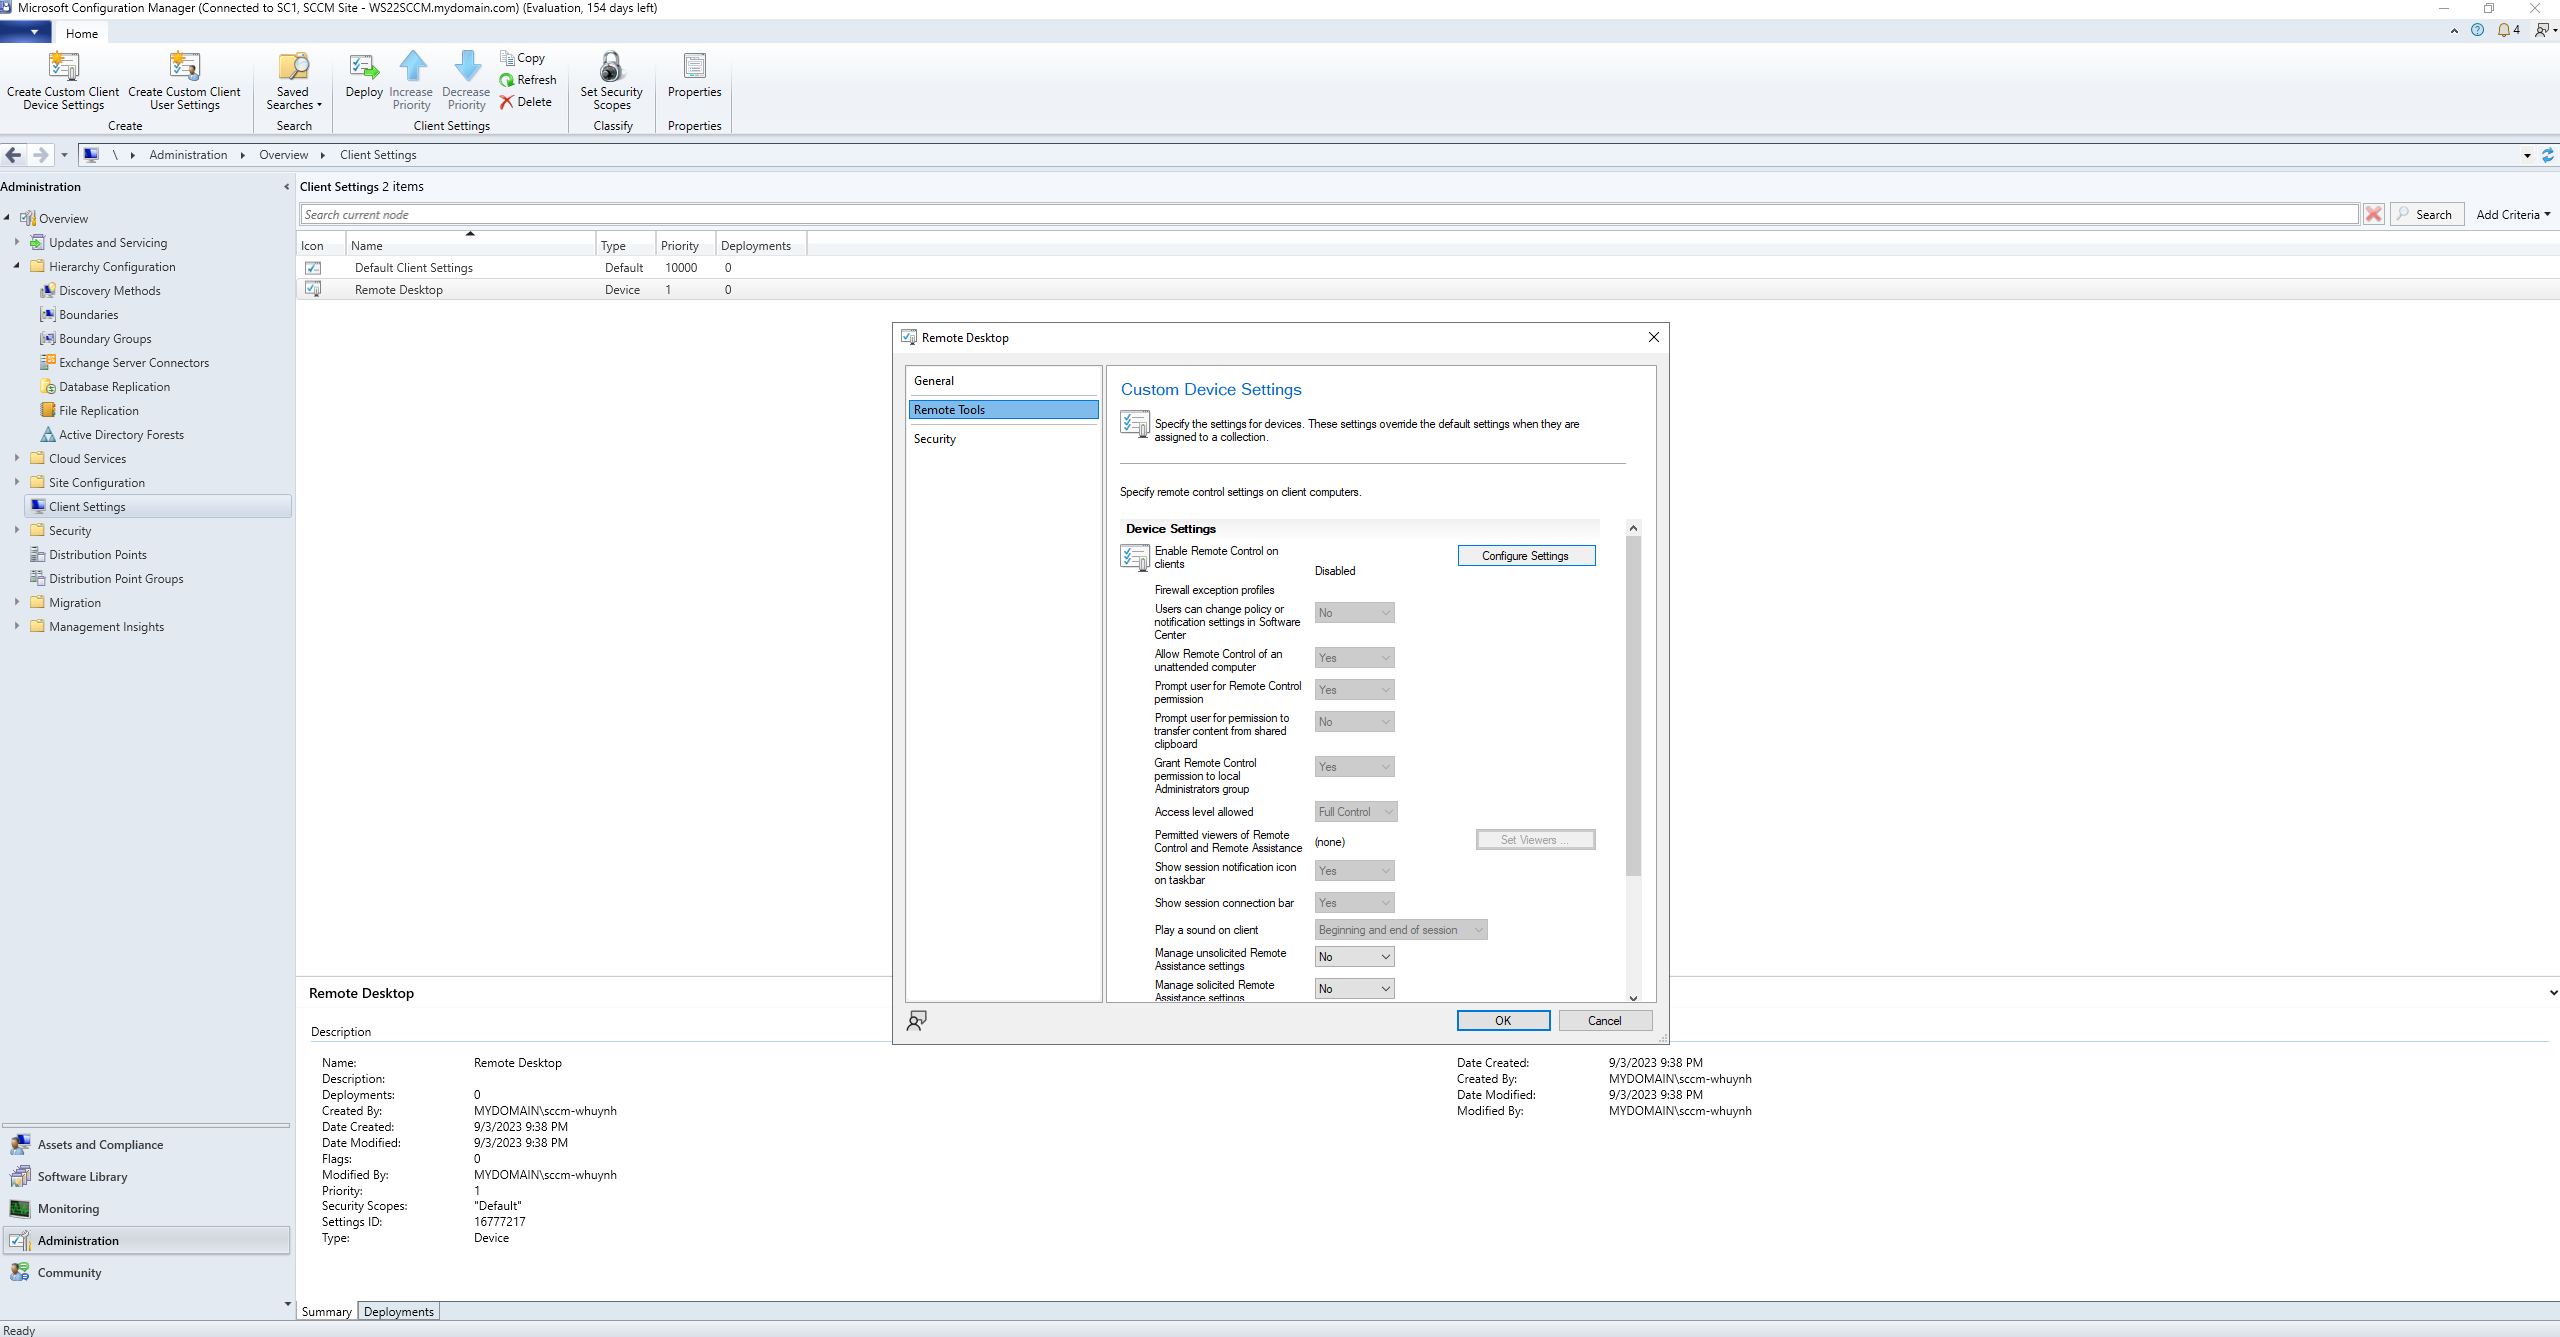 Microsoft Configuration Manager (Connected to SC1, SCCM Site - WS22SCCM.mydomain.com) (Evaluation, 154 days left)
Home
4
Create Custom Client Device Settings
Create Custom Client User Settings
Saved Searches
Deploy
Increase Priority
Decrease Priority
Copy
Refresh
Delete
Set Security Scopes
Properties
Create
Search
Client Settings
Classify
Properties
\ Administration Overview Client Settings
Administration
Overview
Updates and Servicing
Hierarchy Configuration
Discovery Methods
Boundaries
Boundary Groups
Exchange Server Connectors
Database Replication
File Replication
Active Directory Forests
Cloud Services
Site Configuration
Client Settings
Security
Distribution Points
Distribution Point Groups
Migration
Management Insights
Assets and Compliance
Software Library
Monitoring
Administration
Community
Client Settings 2 items
Search current node
Search
Add Criteria
Icon Name Type Priority Deployments
Default Client Settings Default 10000 0
Remote Desktop Device 1 0
Remote Desktop
General
Remote Tools
Security
Custom Device Settings
Specify the settings for devices. These settings override the default settings when they are
assigned to a collection.
Specify remote control settings on client computers.
Device Settings
Enable Remote Control on
clients
Disabled
Configure Settings
Firewall exception profiles
Users can change policy or
notification settings in Software
Center
No
Allow Remote Control of an
unattended computer
Yes
Prompt user for Remote Control
permission
Yes
Prompt user for permission to
transfer content from shared
clipboard
No
Grant Remote Control
permission to local
Administrators group
Yes
Access level allowed
Full Control
Permitted viewers of Remote
Control and Remote Assistance
(none)
Set Viewers ...
Show session notification icon
on taskbar
Yes
Show session connection bar
Yes
Play a sound on client
Beginning and end of session
Manage unsolicited Remote
Assistance settings
No
Manage solicited Remote
Assistance settings
No
OK
Cancel
Remote Desktop
Description
Name: Remote Desktop
Description:
Deployments: 0
Created By: MYDOMAIN\sccm-whuynh
Date Created: 9/3/2023 9:38 PM
Date Modified: 9/3/2023 9:38 PM
Flags: 0
Modified By: MYDOMAIN\sccm-whuynh
Priority: 1
Security Scopes: "Default"
Settings ID: 16777217
Type: Device
Date Created: 9/3/2023 9:38 PM
Created By: MYDOMAIN\sccm-whuynh
Date Modified: 9/3/2023 9:38 PM
Modified By: MYDOMAIN\sccm-whuynh
Summary
Deployments
Ready